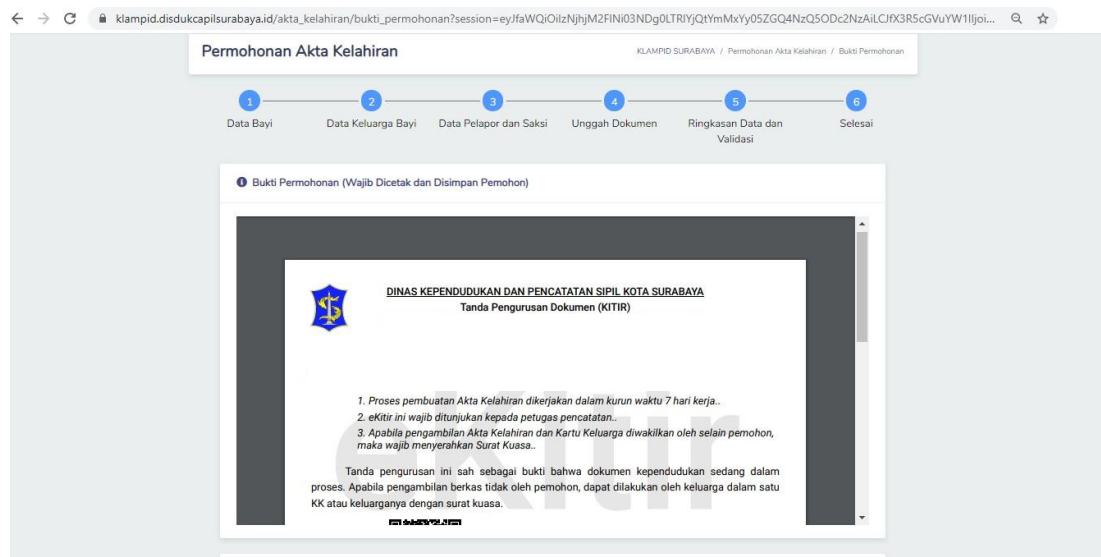 klampid.disdukcapilsurabaya.id/akta_kelahiran/bukti_permohonan?session=
Permohonan Akta Kelahiran
KLAMPID SURABAYA / Permohonan Akta Kelahiran / Bukti Permohonan
1 2 3 4 5 6
Data Bayi Data Keluarga Bayi Data Pelapor dan Saksi Unggah Dokumen Ringkasan Data dan Validasi Selesai
Bukti Permohonan (Wajib Dicetak dan Disimpan Pemohon)
DINAS KEPENDUDUKAN DAN PENCATATAN SIPIL KOTA SURABAYA
Tanda Pengurusan Dokumen (KITIR)
eKitir
1. Proses pembuatan Akta Kelahiran dikerjakan dalam kurun waktu 7 hari kerja..
2. eKitir ini wajib ditunjukan kepada petugas pencatatan..
3. Apabila pengambilan Akta Kelahiran dan Kartu Keluarga diwakilkan oleh selain pemohon,
maka wajib menyerahkan Surat Kuasa..
Tanda pengurusan ini sah sebagai bukti bahwa dokumen kependudukan sedang dalam
proses. Apabila pengambilan berkas tidak oleh pemohon, dapat dilakukan oleh keluarga dalam satu
KK atau keluarganya dengan surat kuasa.